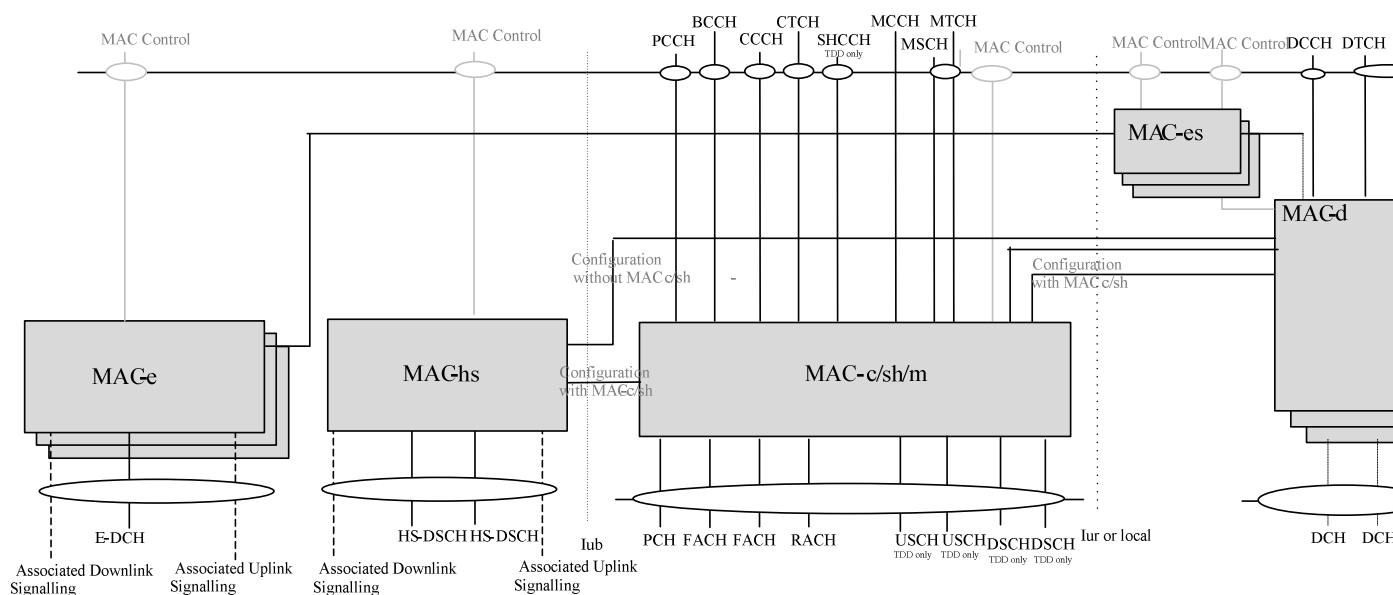 BCCH
CTCH
MCCH
MTCH
MAC Control
MAC Control
PCCH
CCCH
SHCCH
TDD only
MSCH
MAC Control
MAC Control
MAC Control
DCCH
DTCH
MAC-es
MAC-d
Configuration
without MAC-c/sh
Configuration
with MAC-c/sh
MAC-e
MAC-hs
Configuration
with MAC-c/sh
MAC-c/sh/m
E-DCH
HS-DSCH
HS-DSCH
Iub
PCH
FACH
FACH
RACH
USCH
TDD only
USCH
TDD only
DSCH
TDD only
DSCH
TDD only
Iur or local
DCH
DCH
Associated Downlink
Signalling
Associated Uplink
Signalling
Associated Downlink
Signalling
Associated Uplink
Signalling